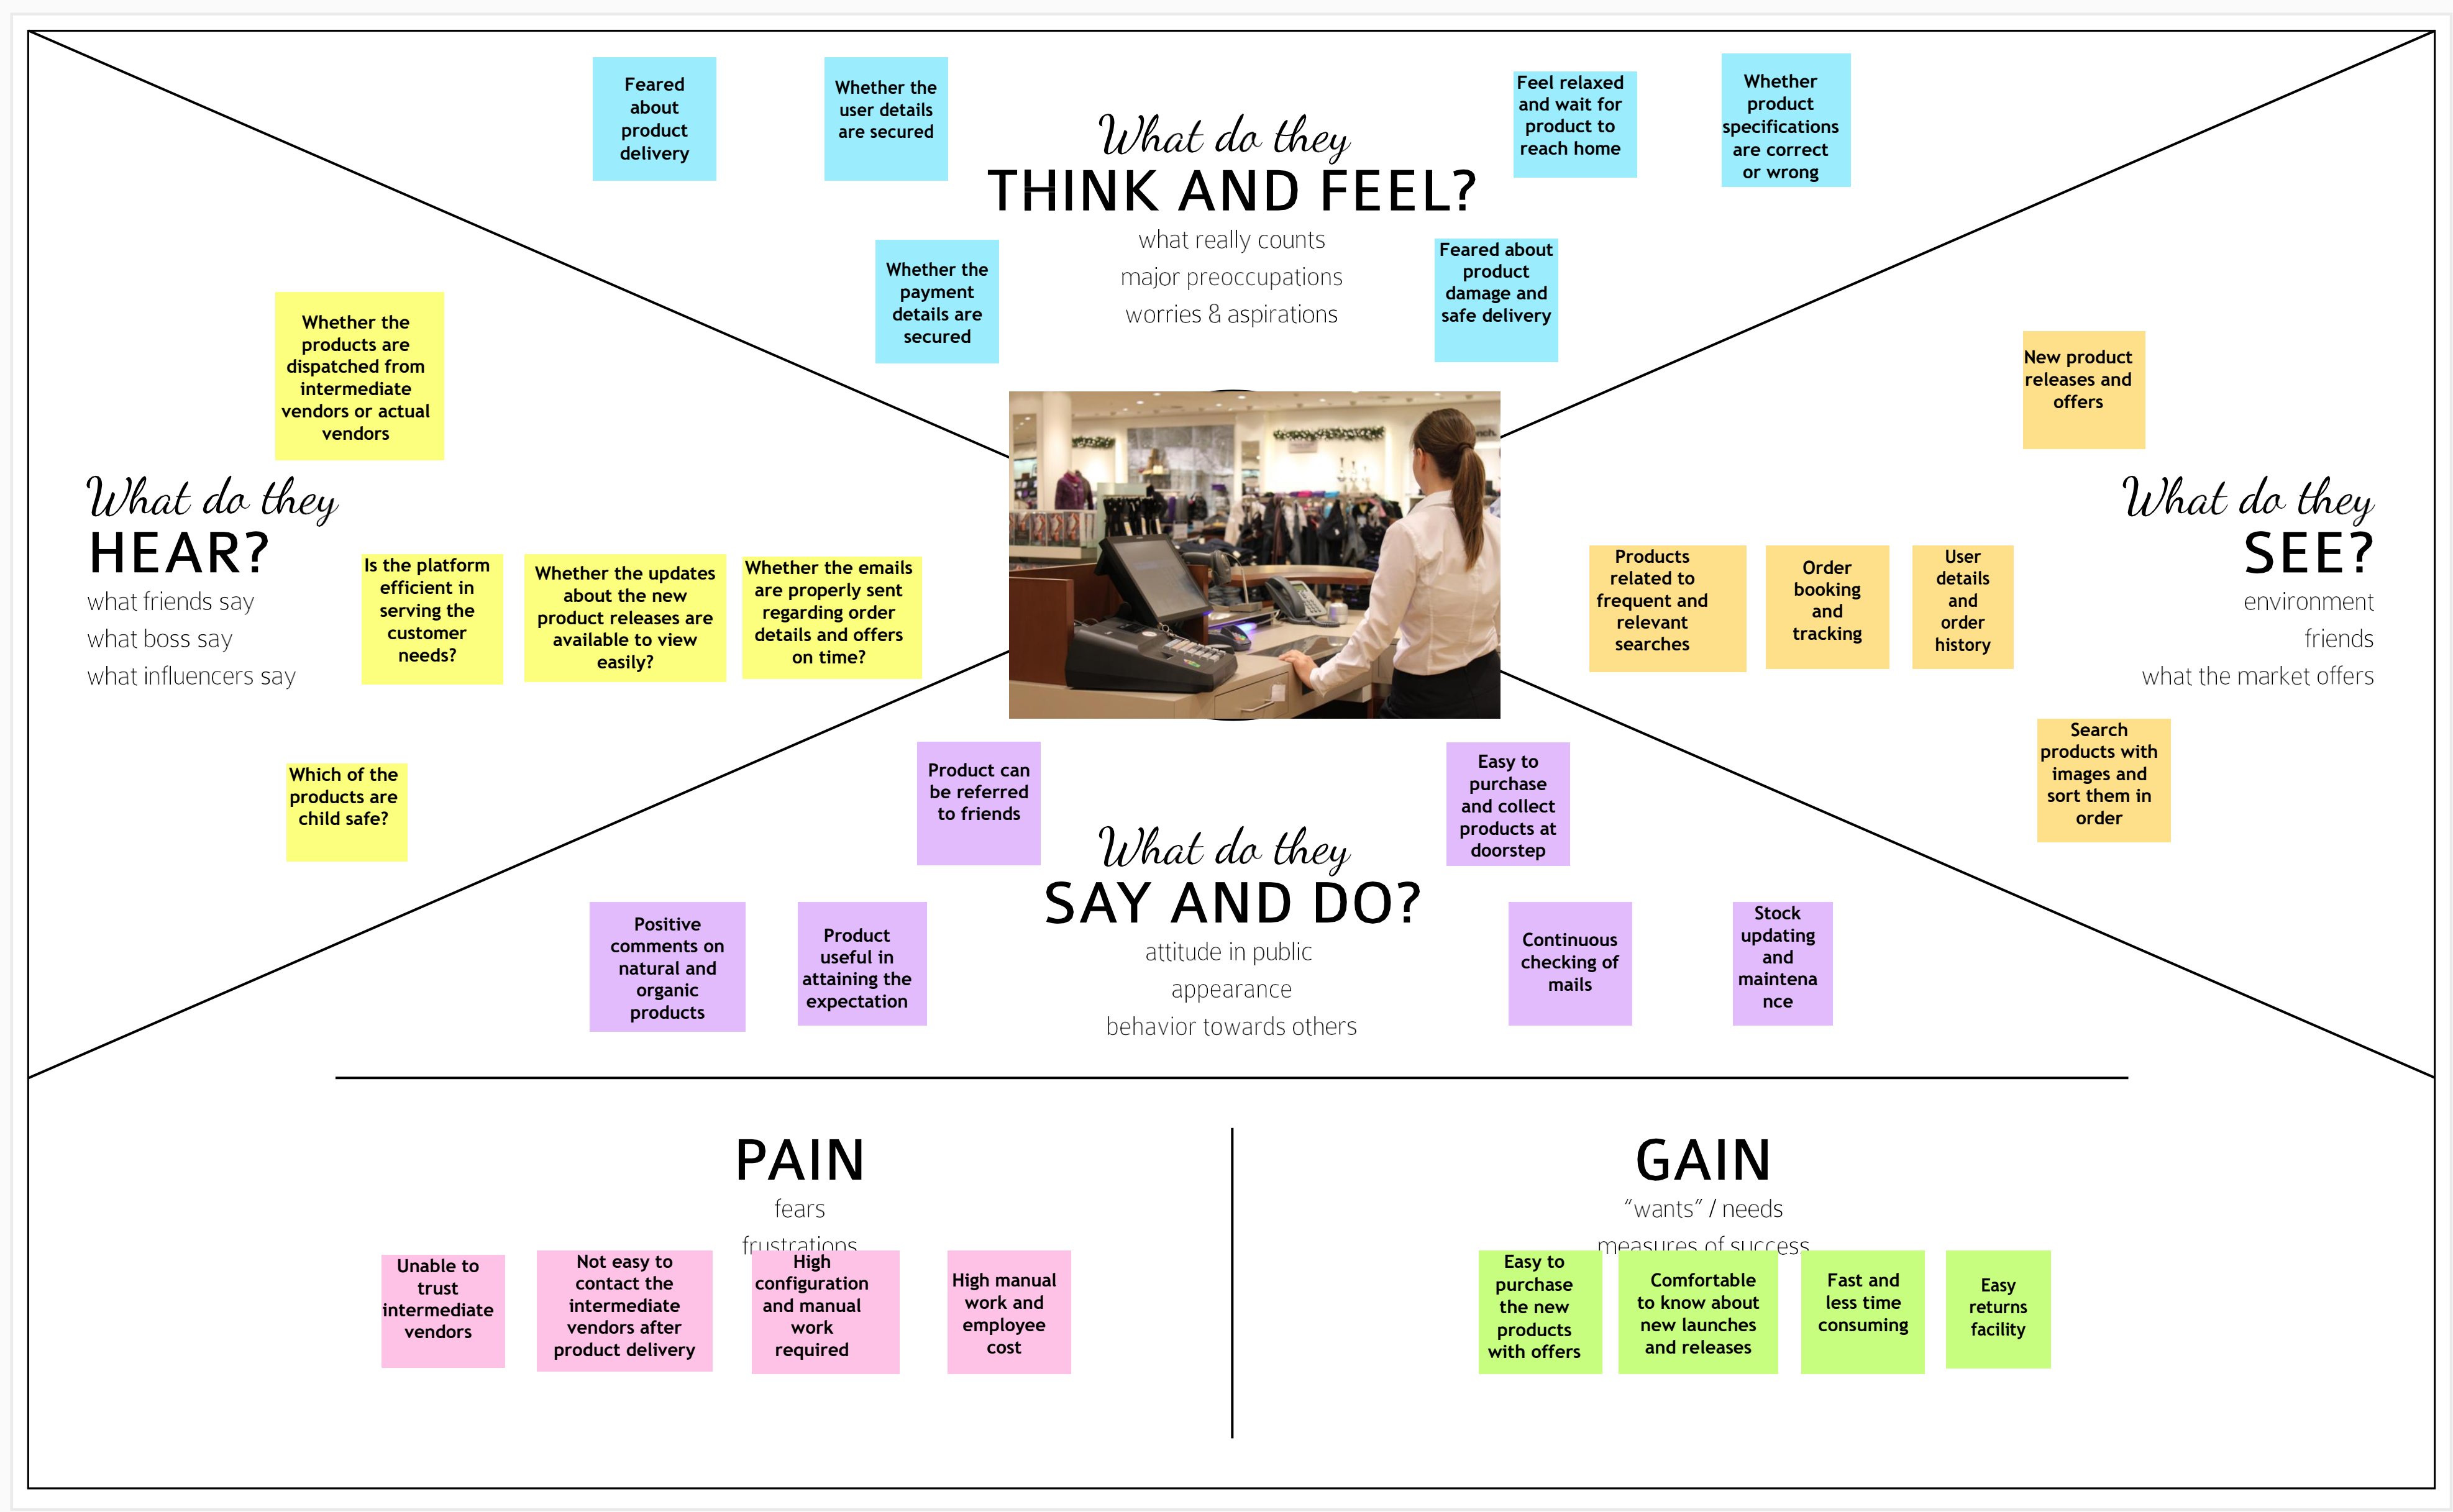 Feared
about
product
delivery
Whether the
user details
are secured
What do they
THINK AND FEEL?
what really counts
major preoccupations
worries & aspirations
Feel relaxed
and wait for
product to
reach home
Whether
product
specifications
are correct
or wrong
Whether the
payment
details are
secured
Feared about
product
damage and
safe delivery
Whether the
products are
dispatched from
intermediate
vendors or actual
vendors
What do they
HEAR?
what friends say
what boss say
what influencers say
Is the platform
efficient in
serving the
customer
needs?
Whether the updates
about the new
product releases are
available to view
easily?
Whether the emails
are properly sent
regarding order
details and offers
on time?
Which of the
products are
child safe?
New product
releases and
offers
What do they
SEE?
environment
friends
what the market offers
Products
related to
frequent and
relevant
searches
Order
booking
and
tracking
User
details
and
order
history
Search
products with
images and
sort them in
order
Product can
be referred
to friends
Easy to
purchase
and collect
products at
doorstep
What do they
SAY AND DO?
attitude in public
appearance
behavior towards others
Positive
comments on
natural and
organic
products
Product
useful in
attaining the
expectation
Continuous
checking of
mails
Stock
updating
and
maintena
nce
PAIN
fears
frustrations
Unable to
trust
intermediate
vendors
Not easy to
contact the
intermediate
vendors after
product delivery
High
configuration
and manual
work
required
High manual
work and
employee
cost
GAIN
“wants” / needs
measures of success
Easy to
purchase
the new
products
with offers
Comfortable
to know about
new launches
and releases
Fast and
less time
consuming
Easy
returns
facility